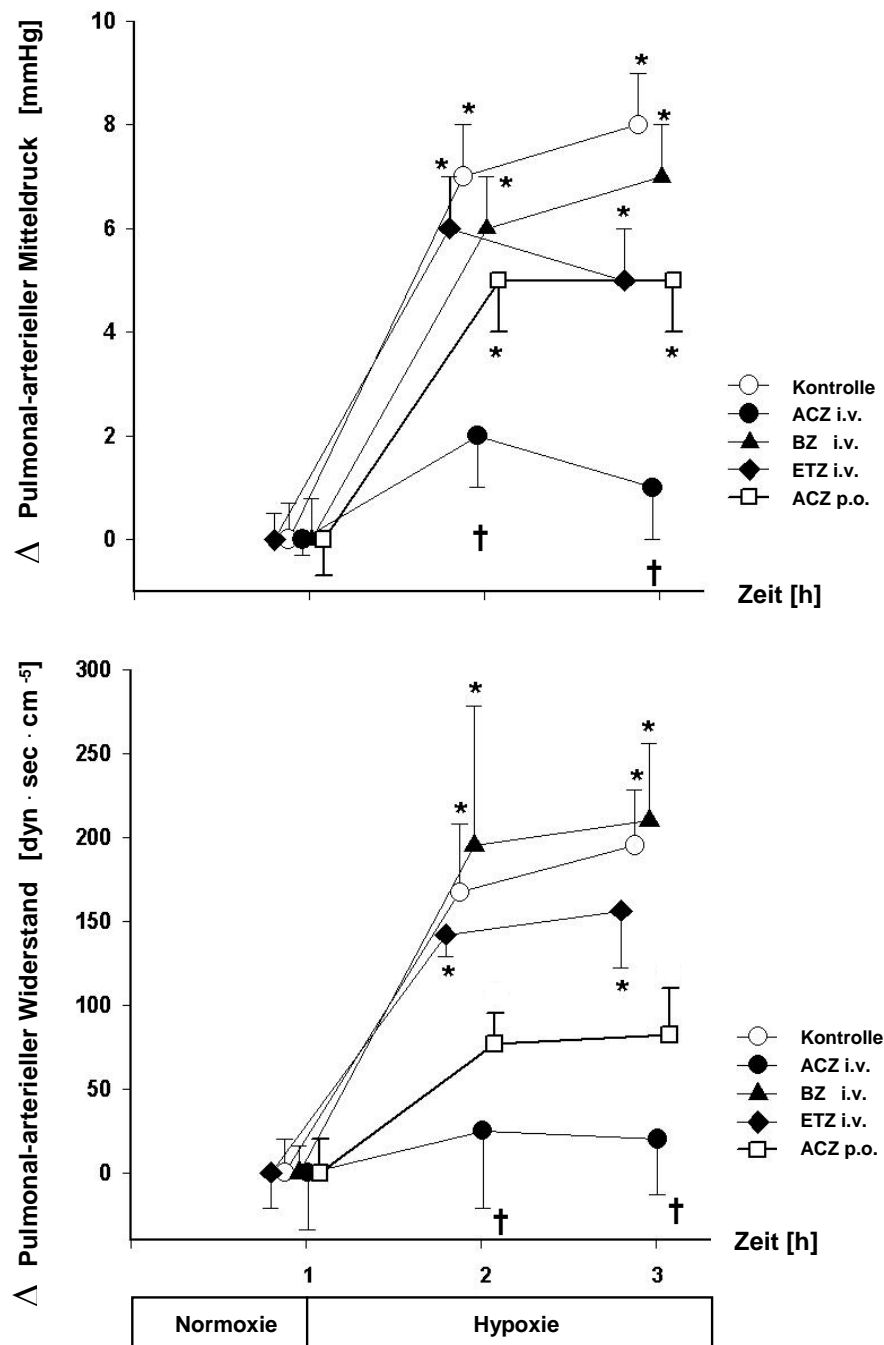 Δ Pulmonal-arterieller Mitteldruck [mmHg]
10
8
6
4
2
0
*
*
*
*
*
*
*
*
†
†
Kontrolle
ACZ i.v.
BZ i.v.
ETZ i.v.
ACZ p.o.
Zeit [h]
Δ Pulmonal-arterieller Widerstand [dyn · sec · cm -5]
300
250
200
150
100
50
0
*
*
*
*
*
*
†
†
Kontrolle
ACZ i.v.
BZ i.v.
ETZ i.v.
ACZ p.o.
Zeit [h]
1 2 3
Normoxie Hypoxie